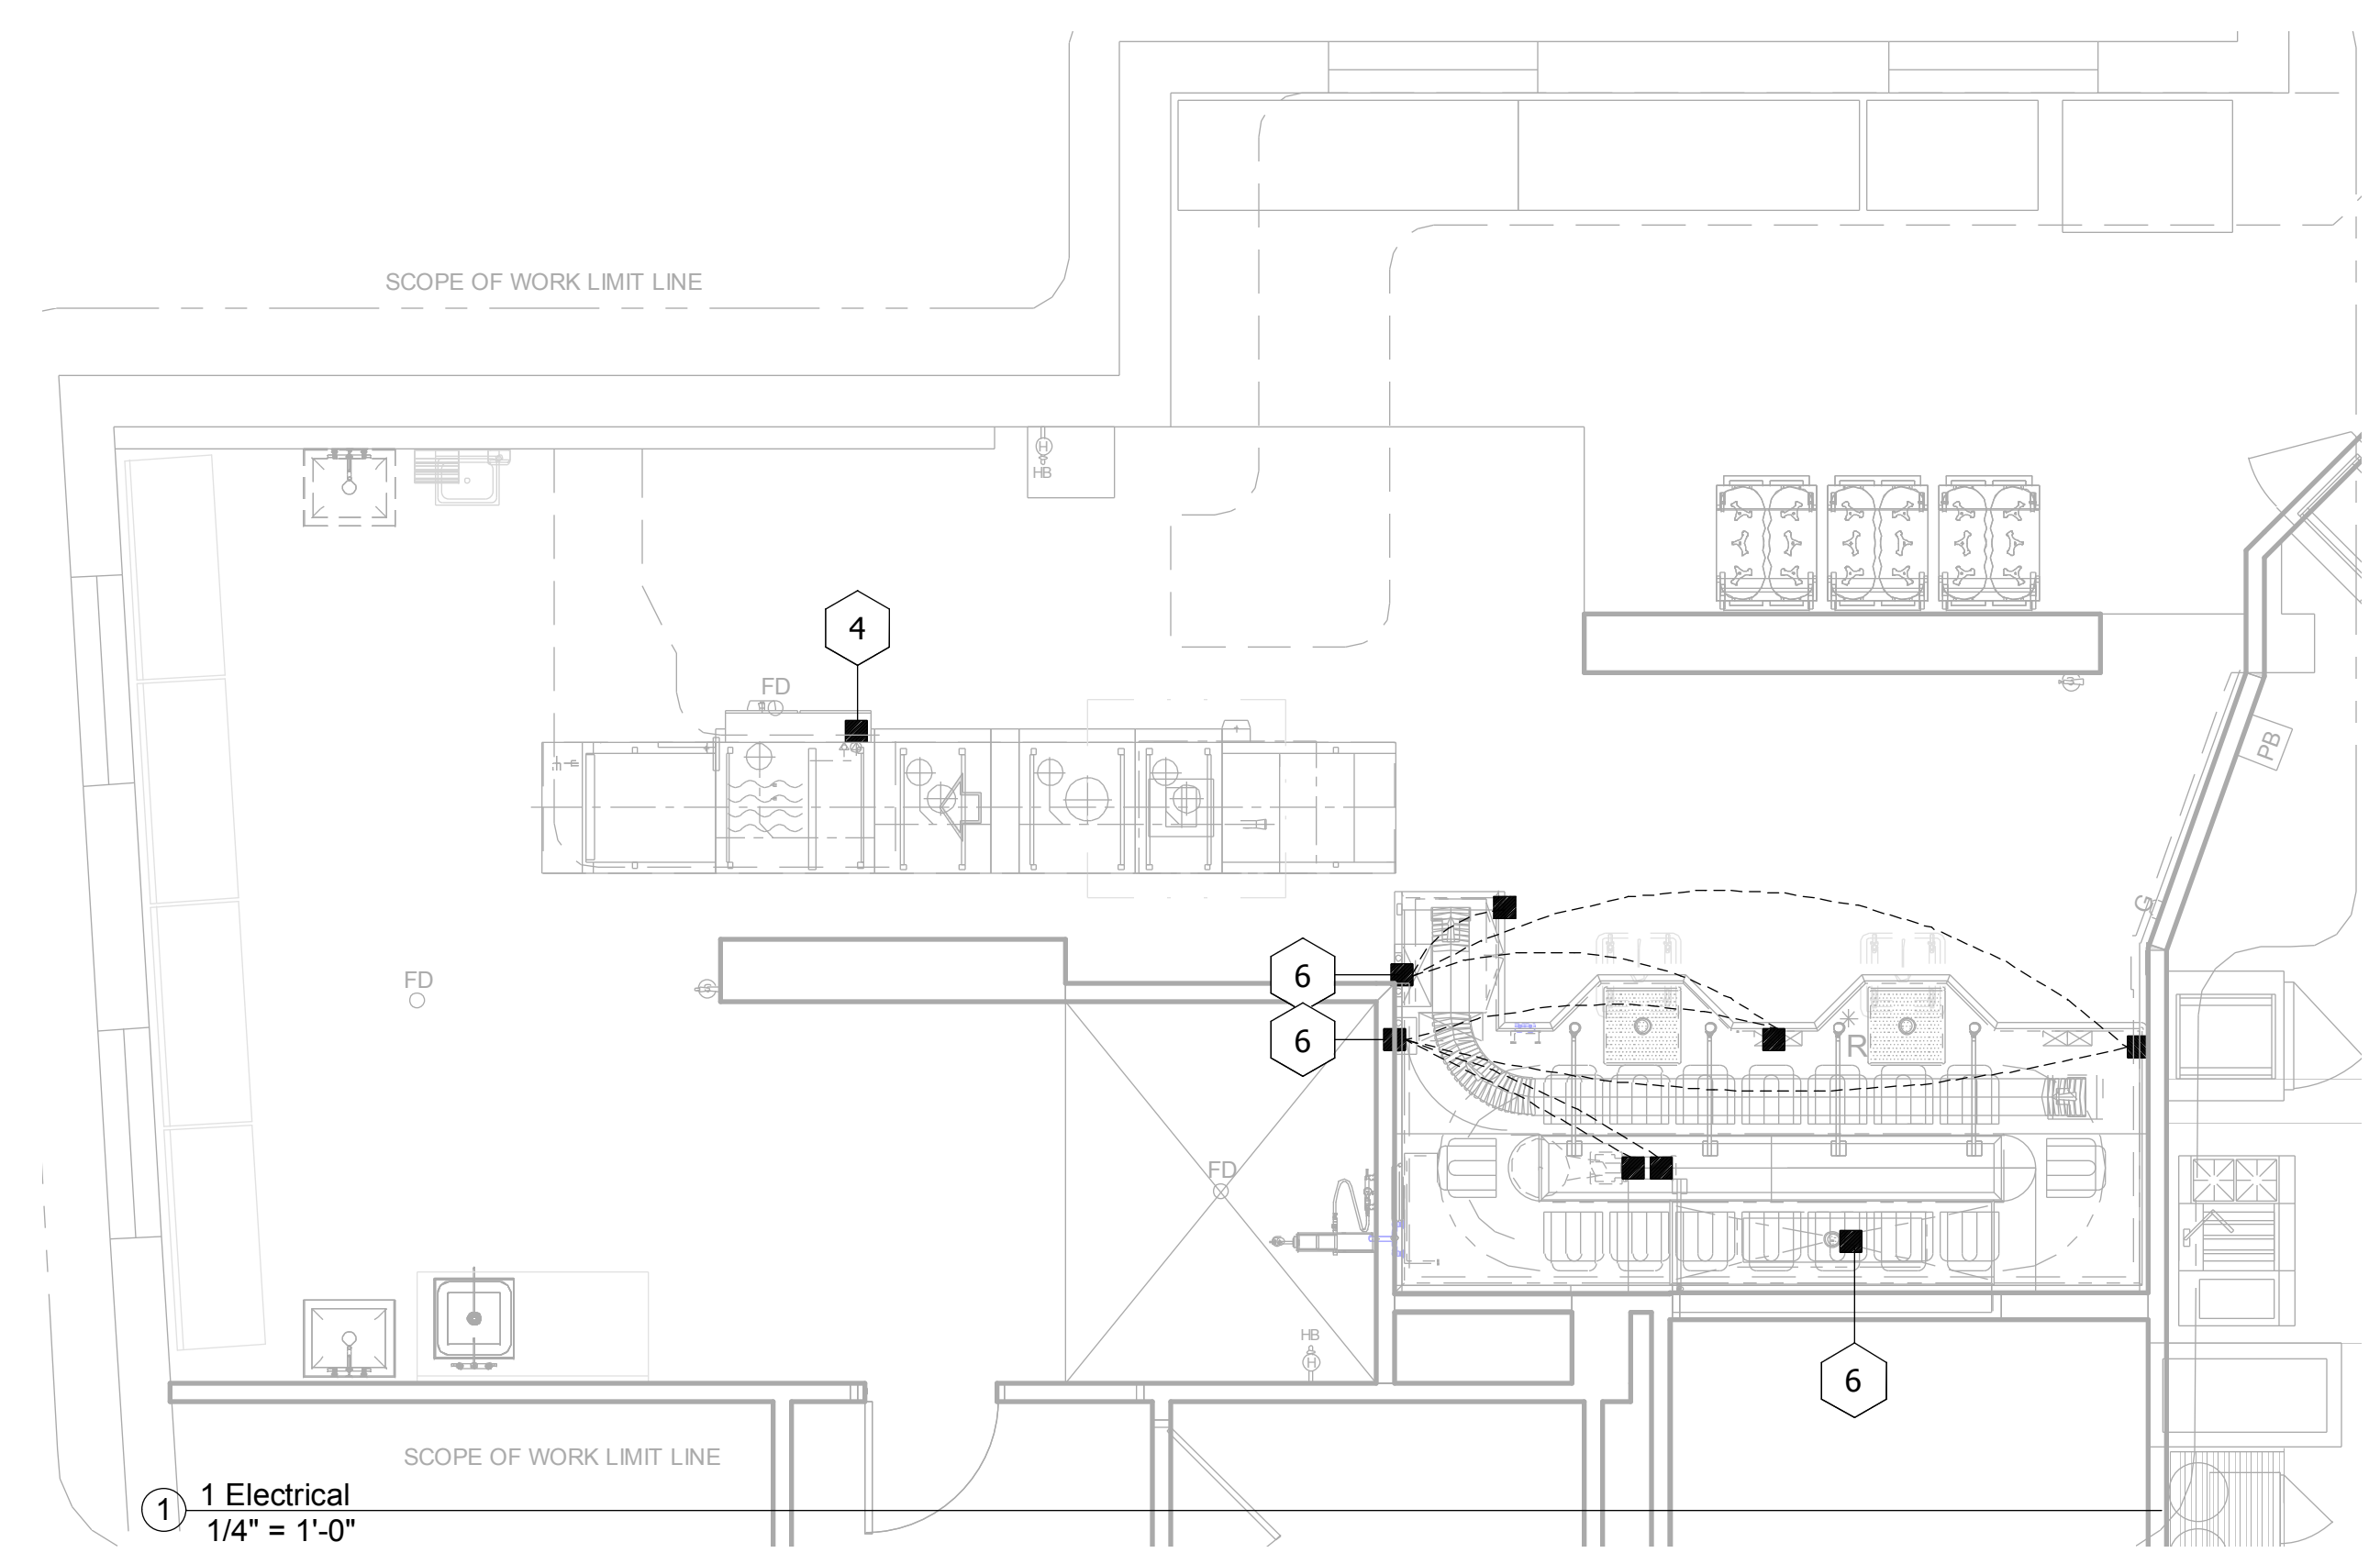 SCOPE OF WORK LIMIT LINE
H
HB
4
FD
PB
G
6
FD
6
R
FD
HB
H
6
SCOPE OF WORK LIMIT LINE
1 1 Electrical
1/4" = 1'-0"